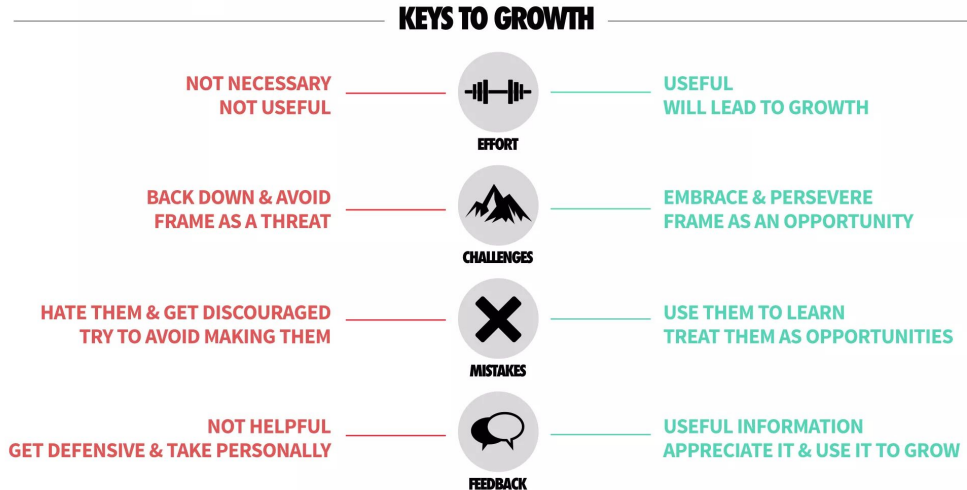 KEYS TO GROWTH
NOT NECESSARY
NOT USEFUL
EFFORT
USEFUL
WILL LEAD TO GROWTH
BACK DOWN & AVOID
FRAME AS A THREAT
CHALLENGES
EMBRACE & PERSEVERE
FRAME AS AN OPPORTUNITY
HATE THEM & GET DISCOURAGED
TRY TO AVOID MAKING THEM
MISTAKES
USE THEM TO LEARN
TREAT THEM AS OPPORTUNITIES
NOT HELPFUL
GET DEFENSIVE & TAKE PERSONALLY
FEEDBACK
USEFUL INFORMATION
APPRECIATE IT & USE IT TO GROW